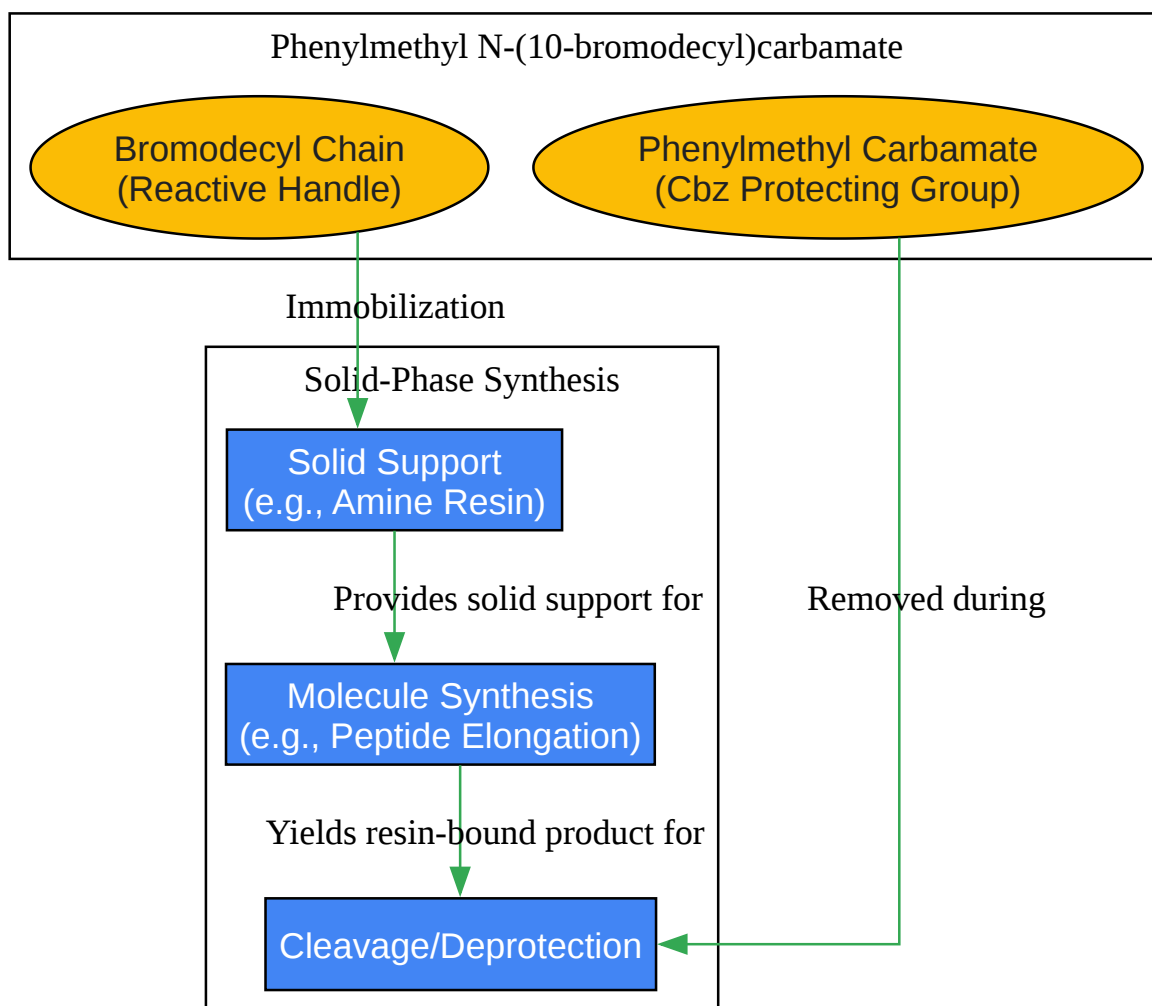 Phenylmethyl N-(10-bromodecyl)carbamate
Bromodecyl Chain
(Reactive Handle)
Phenylmethyl Carbamate
(Cbz Protecting Group)
Immobilization
Solid-Phase Synthesis
Solid Support
(e.g., Amine Resin)
Provides solid support for
Removed during
Molecule Synthesis
(e.g., Peptide Elongation)
Yields resin-bound product for
Cleavage/Deprotection